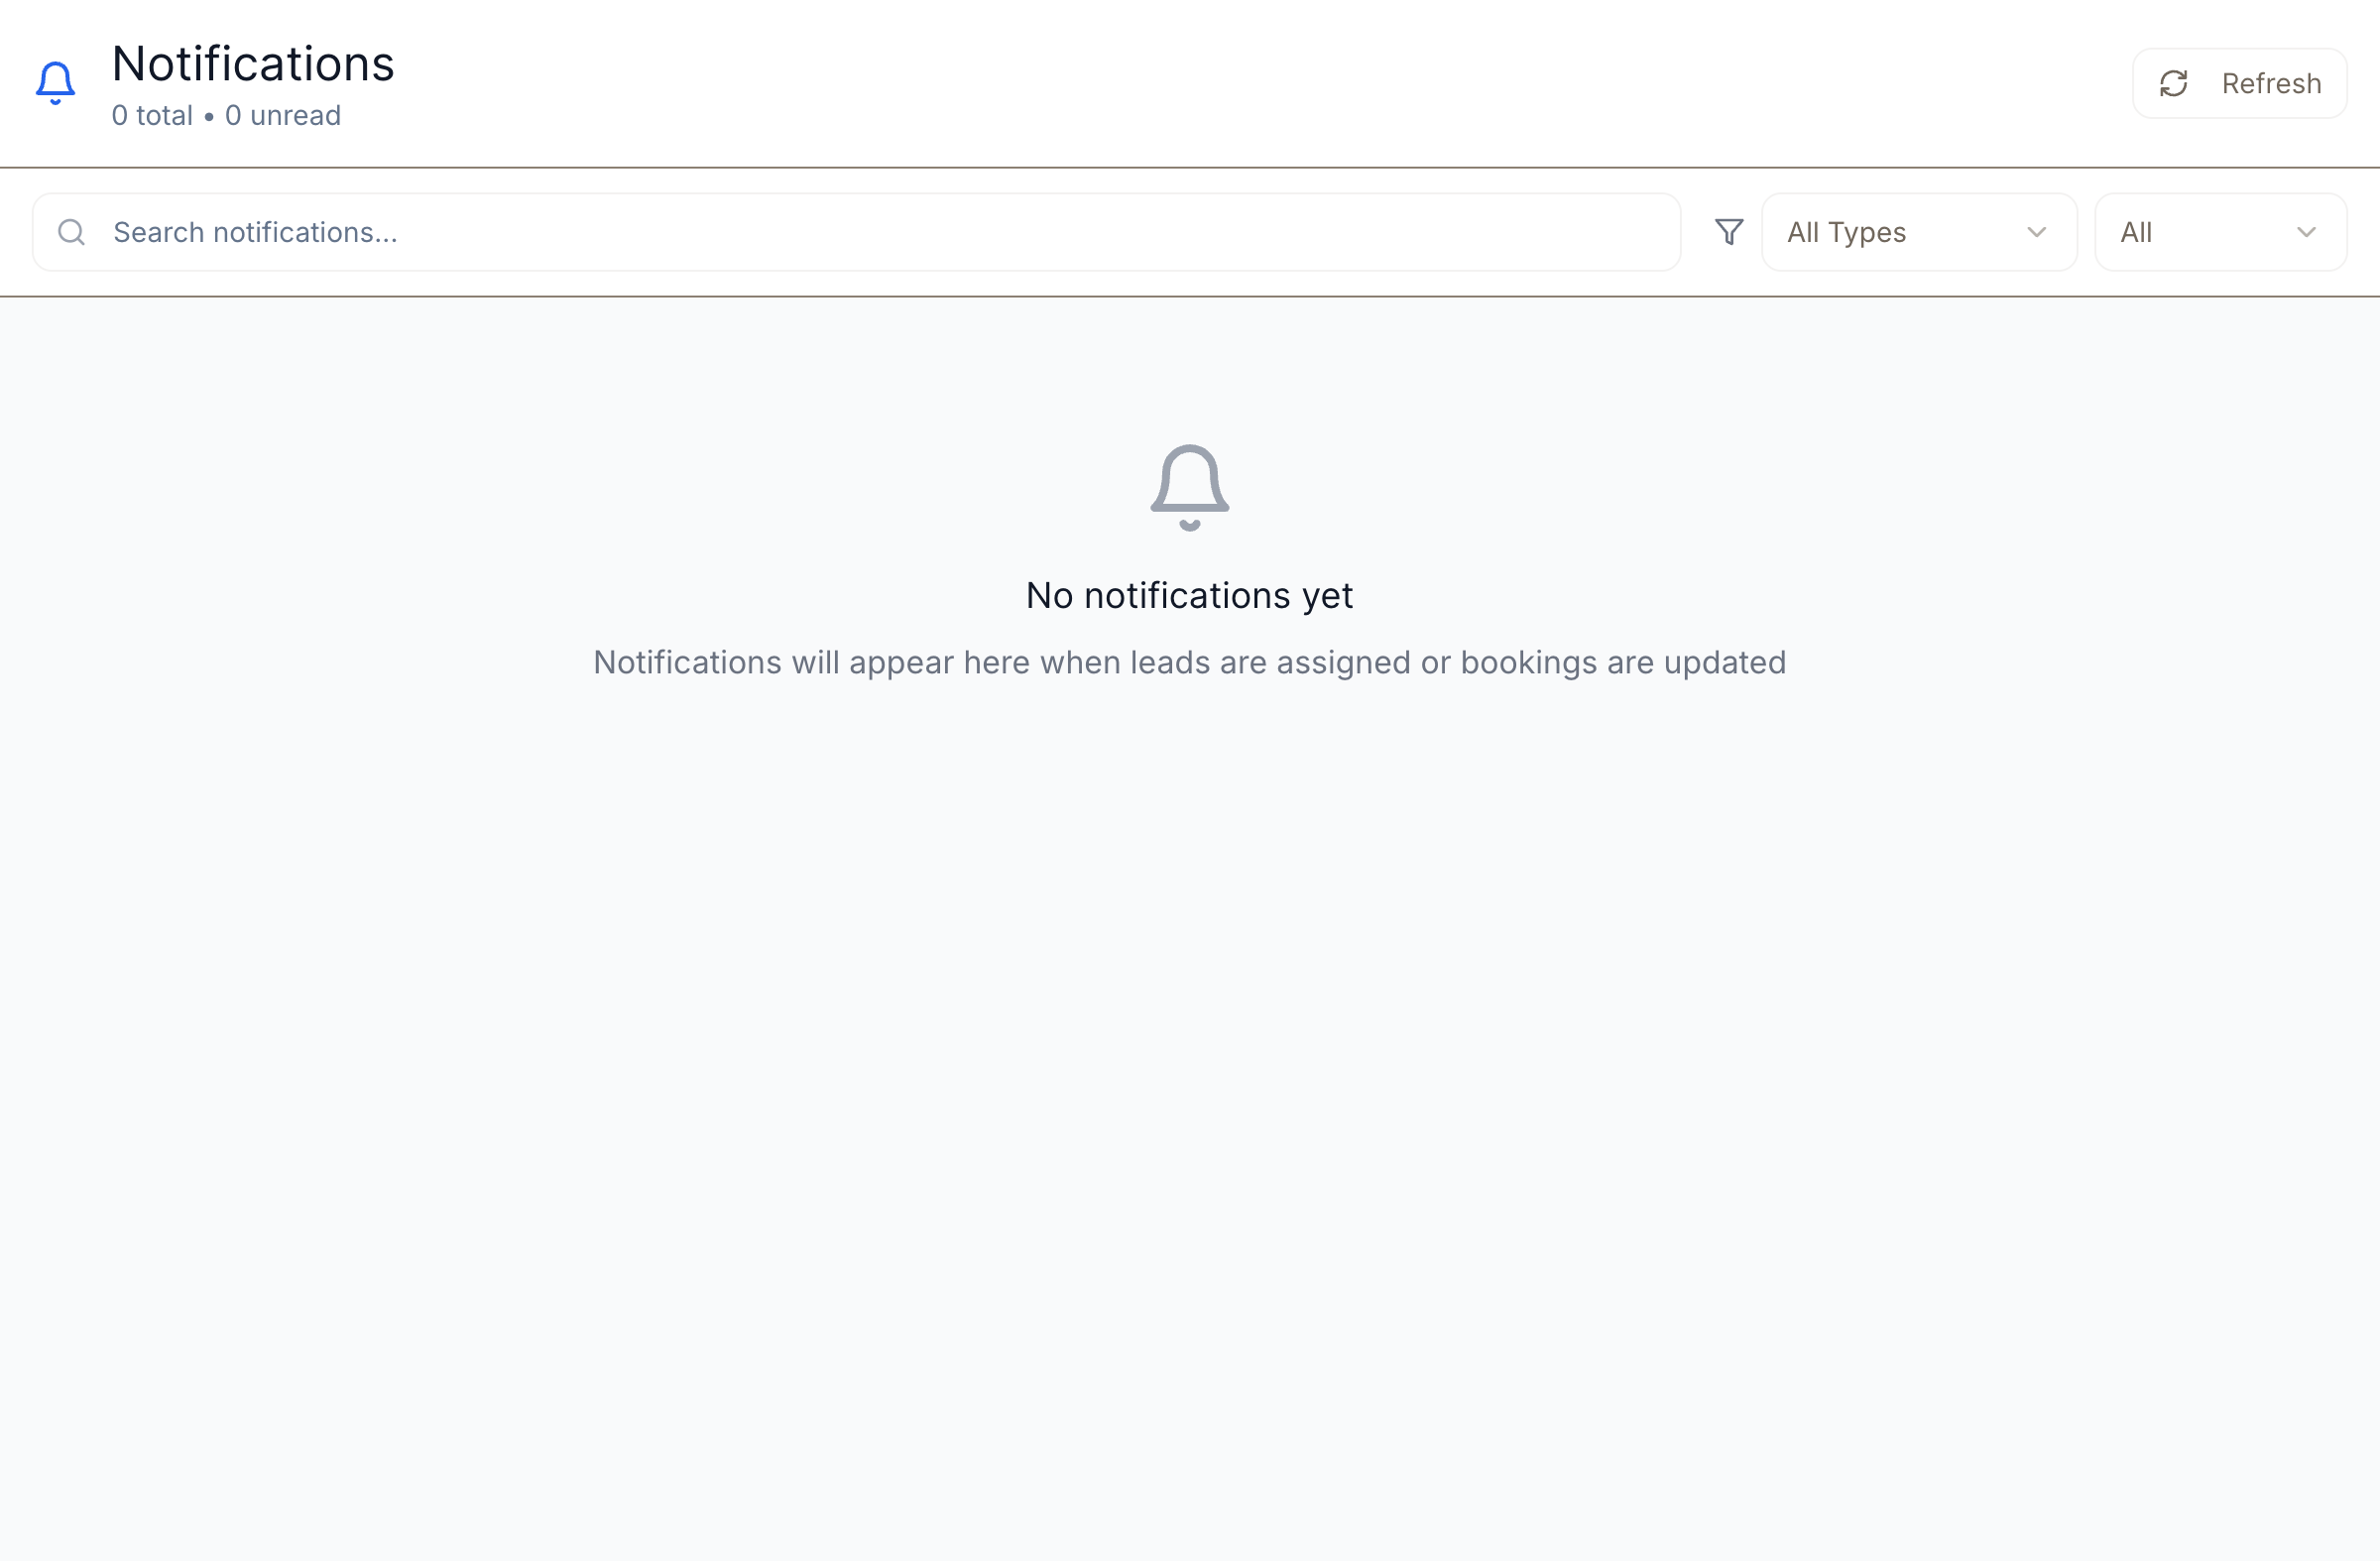 Notifications
0 total • 0 unread
Refresh
Search notifications...
All Types
All
No notifications yet
Notifications will appear here when leads are assigned or bookings are updated